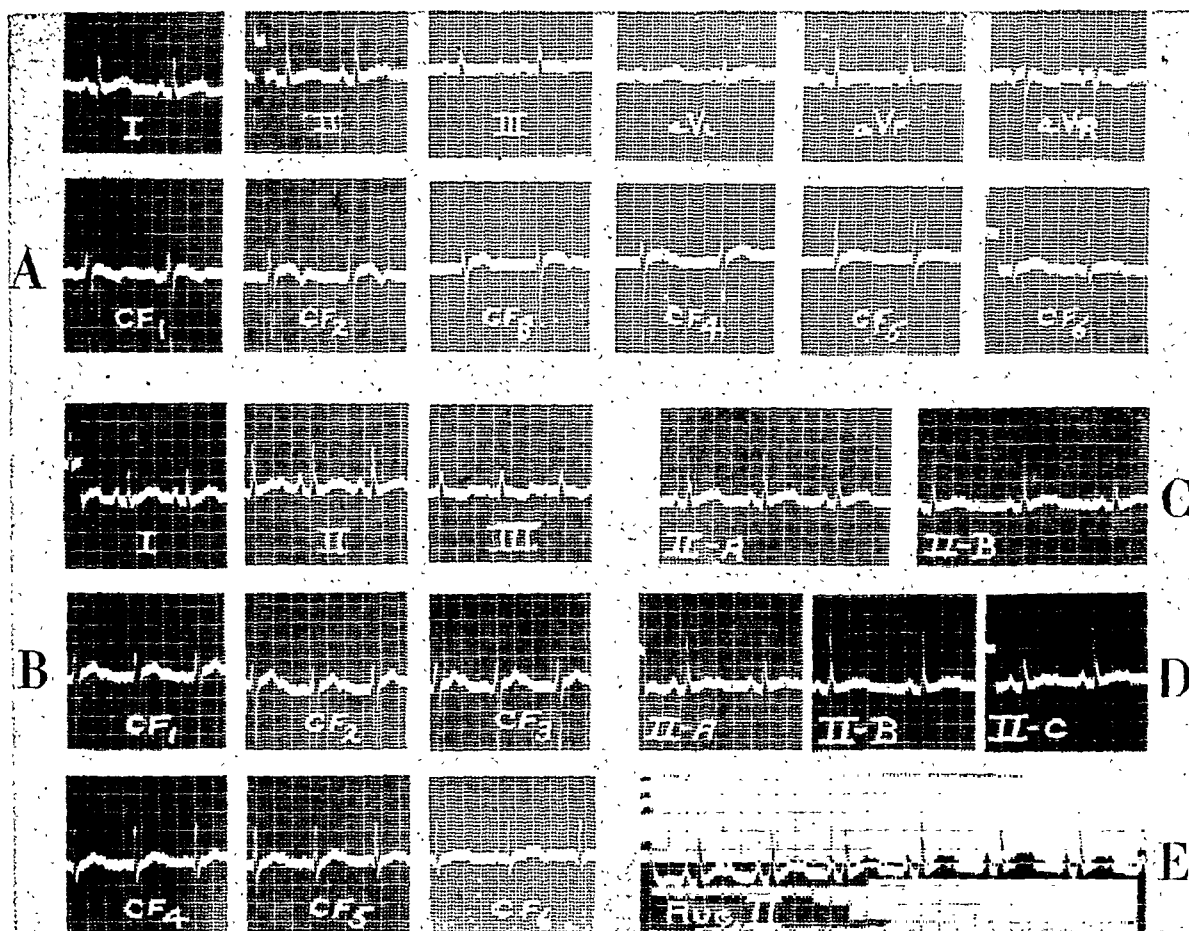 I II III aVL aVF aVR
A
CF1 CF2 CF3 CF4 CF5 CF6
I II III II-A II-B C
B
CF1 CF2 CF3 II-A II-B II-C D
CF4 CF5 CF6 E